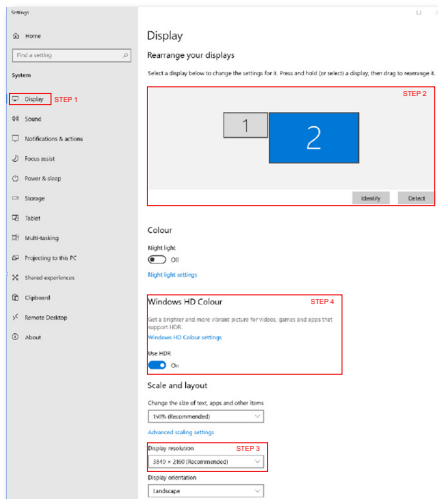 Settings
Home
Find a setting
System
Display STEP 1
Sound
Notifications & actions
Focus assist
Power & sleep
Storage
Tablet
Multi-tasking
Projecting to this PC
Shared experiences
Clipboard
Remote Desktop
About
Display
Rearrange your displays
Select a display below to change the settings for it. Press and hold (or select) a display, then drag to rearrange it.
STEP 2
1
2
Identify Detect
Colour
Night light
Off
Night light settings
Windows HD Colour STEP 4
Get a brighter and more vibrant picture for videos, games and apps that
support HDR.
Windows HD Colour settings
Use HDR
On
Scale and layout
Change the size of text, apps and other items
150% (Recommended)
Advanced scaling settings
Display resolution STEP 3
3840 × 2160 (Recommended)
Display orientation
Landscape